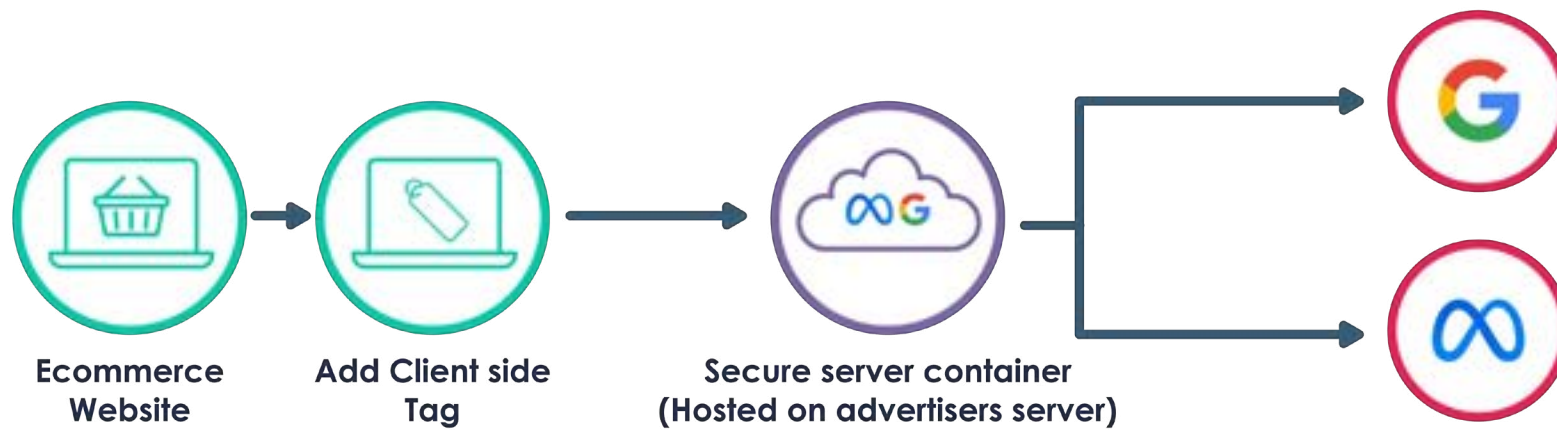 Ecommerce
Website
Add Client side
Tag
Secure server container
(Hosted on advertisers server)